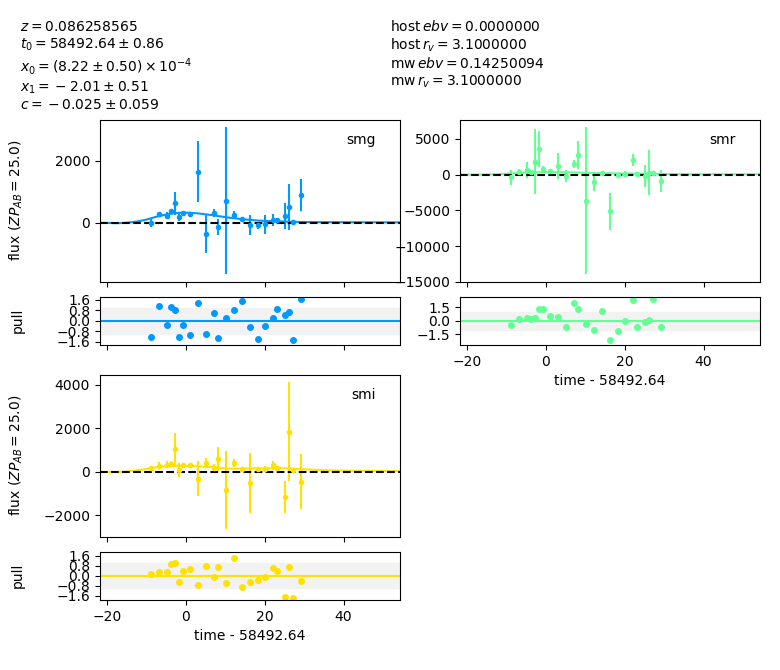 z = 0.086258565
t₀ = 58492.64 ± 0.86
x₀ = (8.22 ± 0.50) × 10⁻⁴
x₁ = −2.01 ± 0.51
c = −0.025 ± 0.059
host ebv = 0.0000000
host r_v = 3.1000000
mw ebv = 0.14250094
mw r_v = 3.1000000
smg
flux (ZP_AB = 25.0)
2000
0
pull
1.6
0.8
0.0
−0.8
−1.6
smr
5000
0
−5000
−10000
−15000
1.5
0.0
−1.5
−20
0
20
40
time - 58492.64
smi
flux (ZP_AB = 25.0)
4000
2000
0
−2000
pull
1.6
0.8
0.0
−0.8
−1.6
−20
0
20
40
time - 58492.64